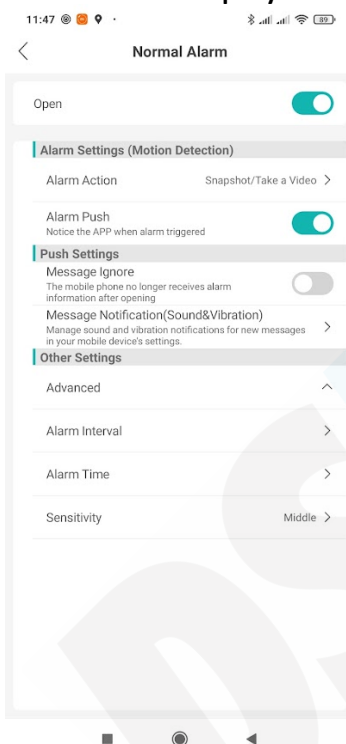 11:47
89
Normal Alarm
Open
Alarm Settings (Motion Detection)
Alarm Action Snapshot/Take a Video
Alarm Push
Notice the APP when alarm triggered
Push Settings
Message Ignore
The mobile phone no longer receives alarm
information after opening
Message Notification(Sound&Vibration)
Manage sound and vibration notifications for new messages
in your mobile device's settings.
Other Settings
Advanced
Alarm Interval
Alarm Time
Sensitivity Middle